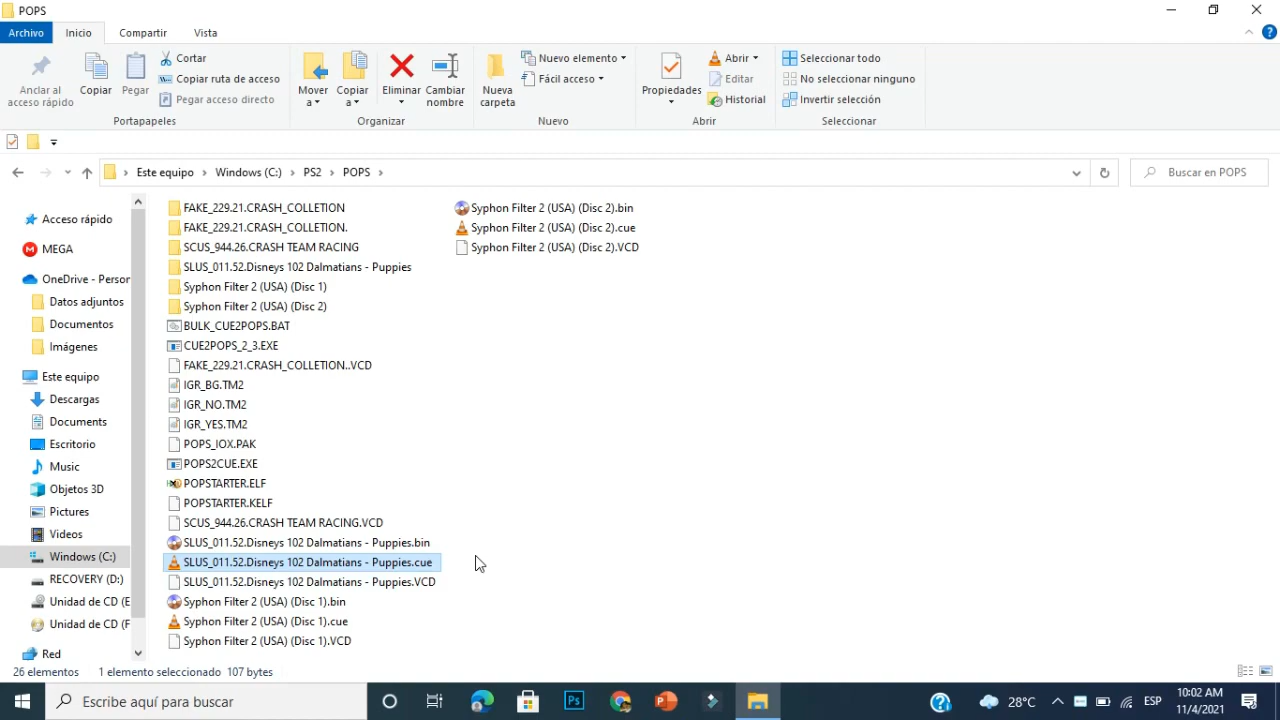 POPS
Archivo
Inicio
Compartir
Vista
Anclar al
acceso rápido
Copiar
Pegar
Cortar
Copiar ruta de acceso
Pegar acceso directo
Portapapeles
Mover
a
Copiar
a
Eliminar
Cambiar
nombre
Organizar
Nueva
carpeta
Nuevo elemento
Fácil acceso
Nuevo
Propiedades
Abrir
Editar
Historial
Abrir
Seleccionar todo
No seleccionar ninguno
Invertir selección
Seleccionar
Este equipo
Windows (C:)
PS2
POPS
Buscar en POPS
Acceso rápido
MEGA
OneDrive - Person
Datos adjuntos
Documentos
Imágenes
Este equipo
Descargas
Documents
Escritorio
Music
Objetos 3D
Pictures
Videos
Windows (C:)
RECOVERY (D:)
Unidad de CD (E
Unidad de CD (F
Red
FAKE_229.21.CRASH_COLLETION
FAKE_229.21.CRASH_COLLETION.
SCUS_944.26.CRASH TEAM RACING
SLUS_011.52.Disneys 102 Dalmatians - Puppies
Syphon Filter 2 (USA) (Disc 1)
Syphon Filter 2 (USA) (Disc 2)
BULK_CUE2POPS.BAT
CUE2POPS_2_3.EXE
FAKE_229.21.CRASH_COLLETION..VCD
IGR_BG.TM2
IGR_NO.TM2
IGR_YES.TM2
POPS_IOX.PAK
POPS2CUE.EXE
POPSTARTER.ELF
POPSTARTER.KELF
SCUS_944.26.CRASH TEAM RACING.VCD
SLUS_011.52.Disneys 102 Dalmatians - Puppies.bin
SLUS_011.52.Disneys 102 Dalmatians - Puppies.cue
SLUS_011.52.Disneys 102 Dalmatians - Puppies.VCD
Syphon Filter 2 (USA) (Disc 1).bin
Syphon Filter 2 (USA) (Disc 1).cue
Syphon Filter 2 (USA) (Disc 1).VCD
Syphon Filter 2 (USA) (Disc 2).bin
Syphon Filter 2 (USA) (Disc 2).cue
Syphon Filter 2 (USA) (Disc 2).VCD
26 elementos
1 elemento seleccionado 107 bytes
Escribe aquí para buscar
Ps
28°C
ESP
10:02 AM
11/4/2021